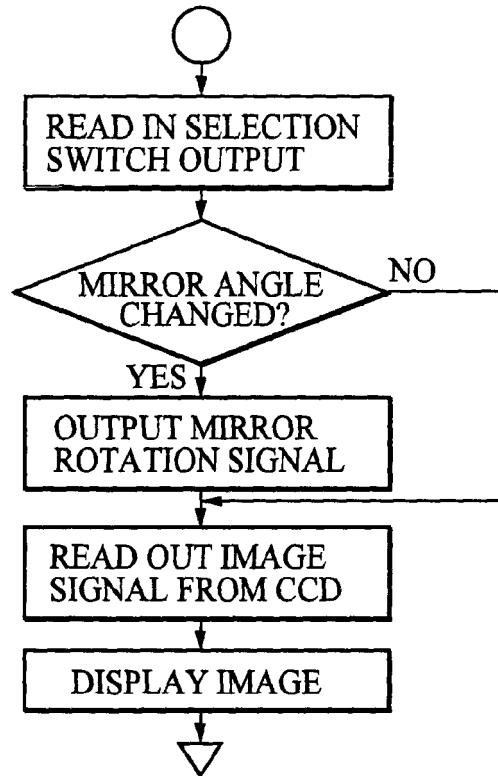 READ IN SELECTION
SWITCH OUTPUT
MIRROR ANGLE
CHANGED?
NO
YES
OUTPUT MIRROR
ROTATION SIGNAL
READ OUT IMAGE
SIGNAL FROM CCD
DISPLAY IMAGE